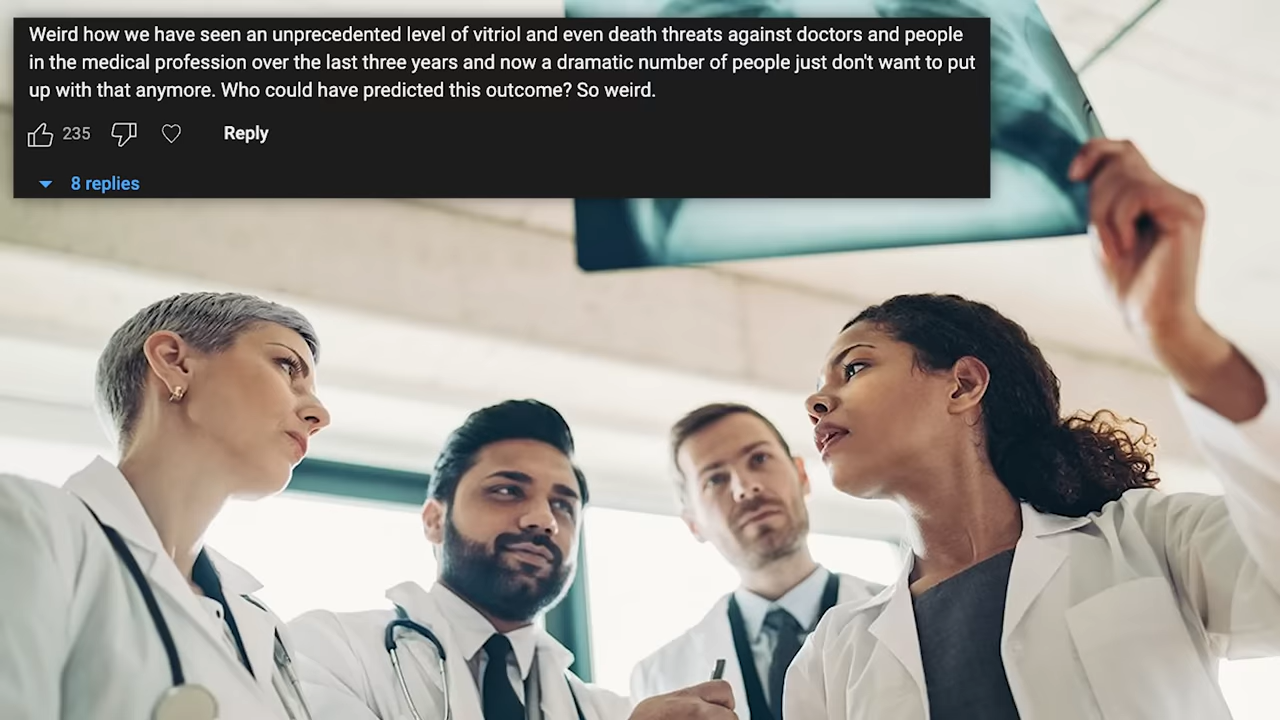 Weird how we have seen an unprecedented level of vitriol and even death threats against doctors and people
in the medical profession over the last three years and now a dramatic number of people just don't want to put
up with that anymore. Who could have predicted this outcome? So weird.
235
Reply
8 replies